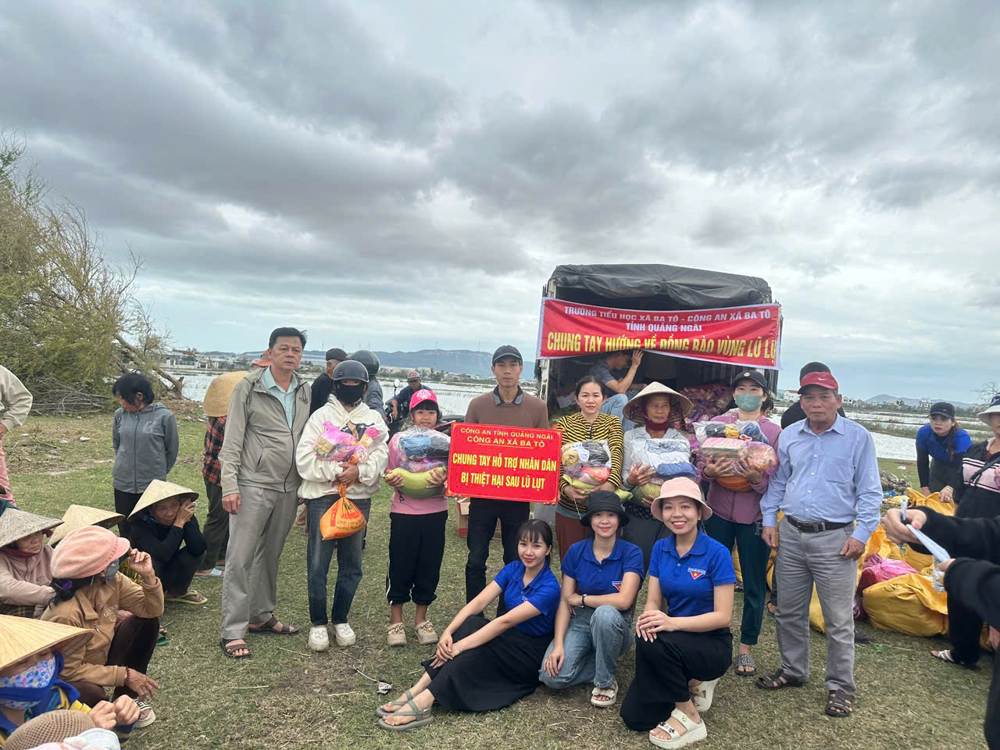 TRƯỜNG TIỂU HỌC XÃ BA TÔ - CÔNG AN XÃ BA TÔ
TỈNH QUẢNG NGÃI
CHUNG TAY HƯỚNG VỀ ĐỒNG BÀO VÙNG LŨ LỤ
CÔNG AN TỈNH QUẢNG NGÃI
CÔNG AN XÃ BA TÔ
CHUNG TAY HỖ TRỢ NHÂN DÂN
BỊ THIỆT HẠI SAU LŨ LỤT